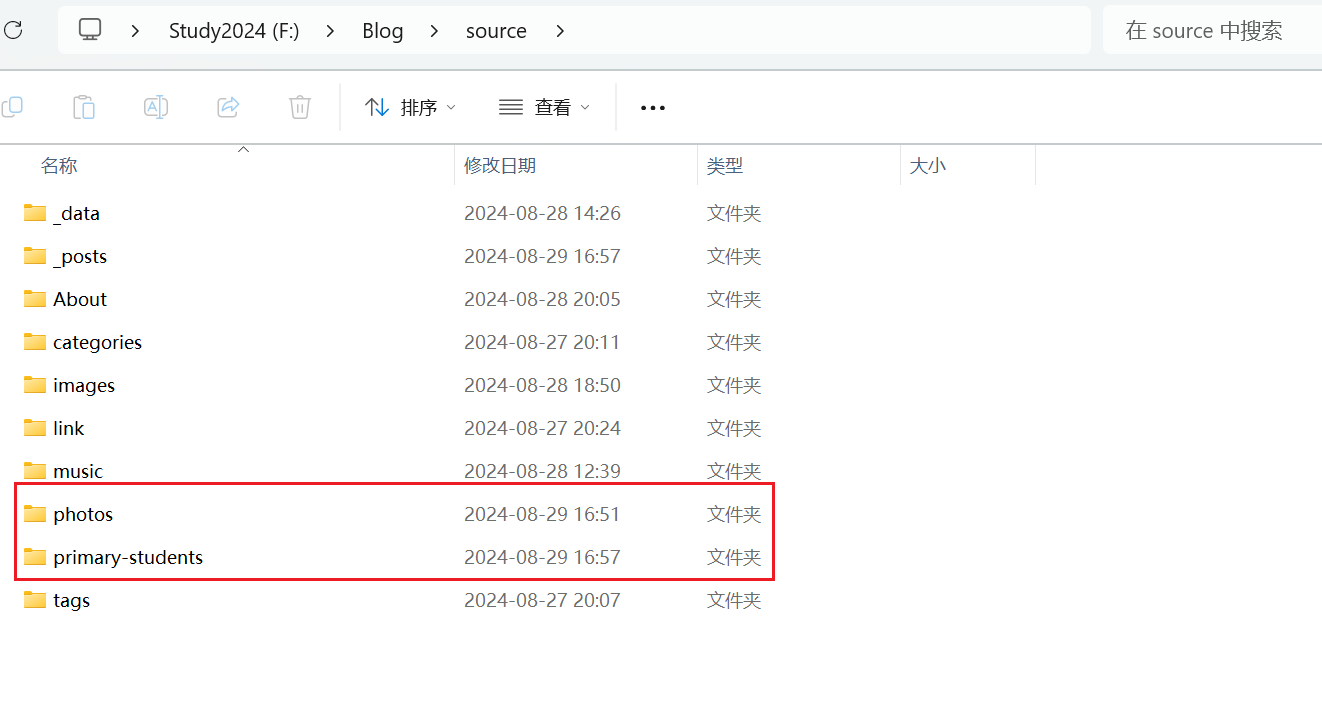 Study2024 (F:) Blog source 在 source 中搜索
排序 查看
名称 修改日期 类型 大小
_data 2024-08-28 14:26 文件夹
_posts 2024-08-29 16:57 文件夹
About 2024-08-28 20:05 文件夹
categories 2024-08-27 20:11 文件夹
images 2024-08-28 18:50 文件夹
link 2024-08-27 20:24 文件夹
music 2024-08-28 12:39 文件夹
photos 2024-08-29 16:51 文件夹
primary-students 2024-08-29 16:57 文件夹
tags 2024-08-27 20:07 文件夹